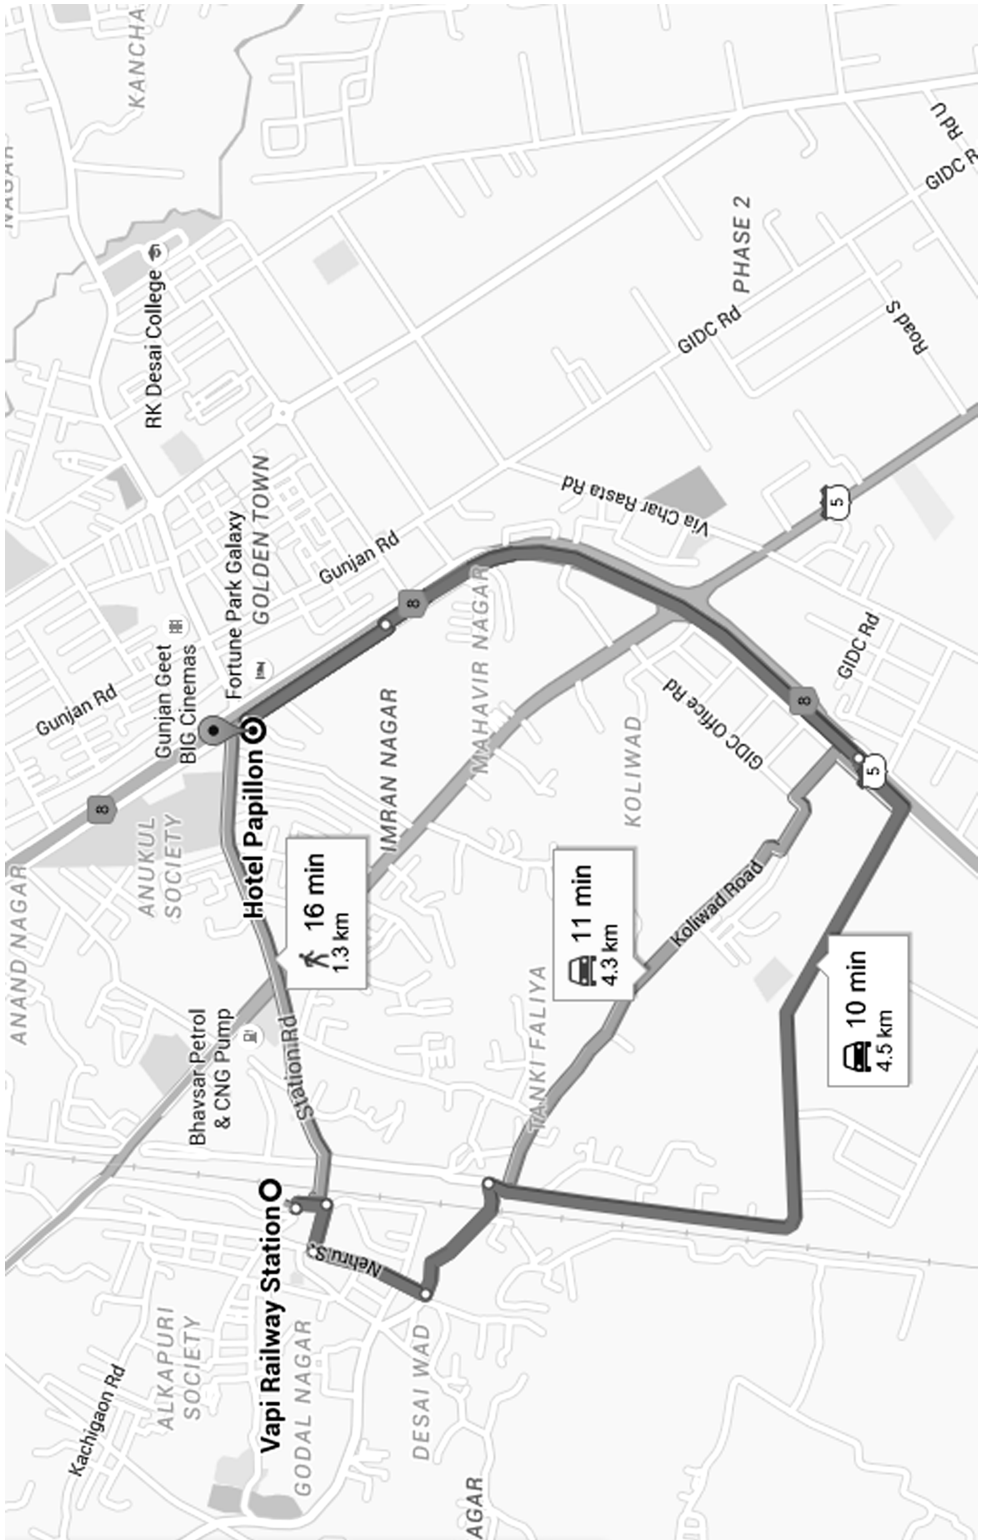 KANCHA
NAGAR
RK Desai College
Rd U
GIDC R
PHASE 2
GIDC Rd
Road S
GOLDEN TOWN
Fortune Park Galaxy
Gunjan Rd
Via Char Rasta Rd
5
8
Gunjan Geet
BIG Cinemas
Gunjan Rd
8
Hotel Papillon
IMRAN NAGAR
MAHAVIR NAGAR
KOLIWAD
GIDC Office Rd
GIDC Rd
8
5
ANUKUL
SOCIETY
ANAND NAGAR
16 min
1.3 km
11 min
4.3 km
Koliwad Road
10 min
4.5 km
Bhavsar Petrol
& CNG Pump
Station Rd
TANKI FALIYA
Vapi Railway Station
Nehru S
ALKAPURI
SOCIETY
GODAL NAGAR
DESAI WAD
Kachigaon Rd
AGAR